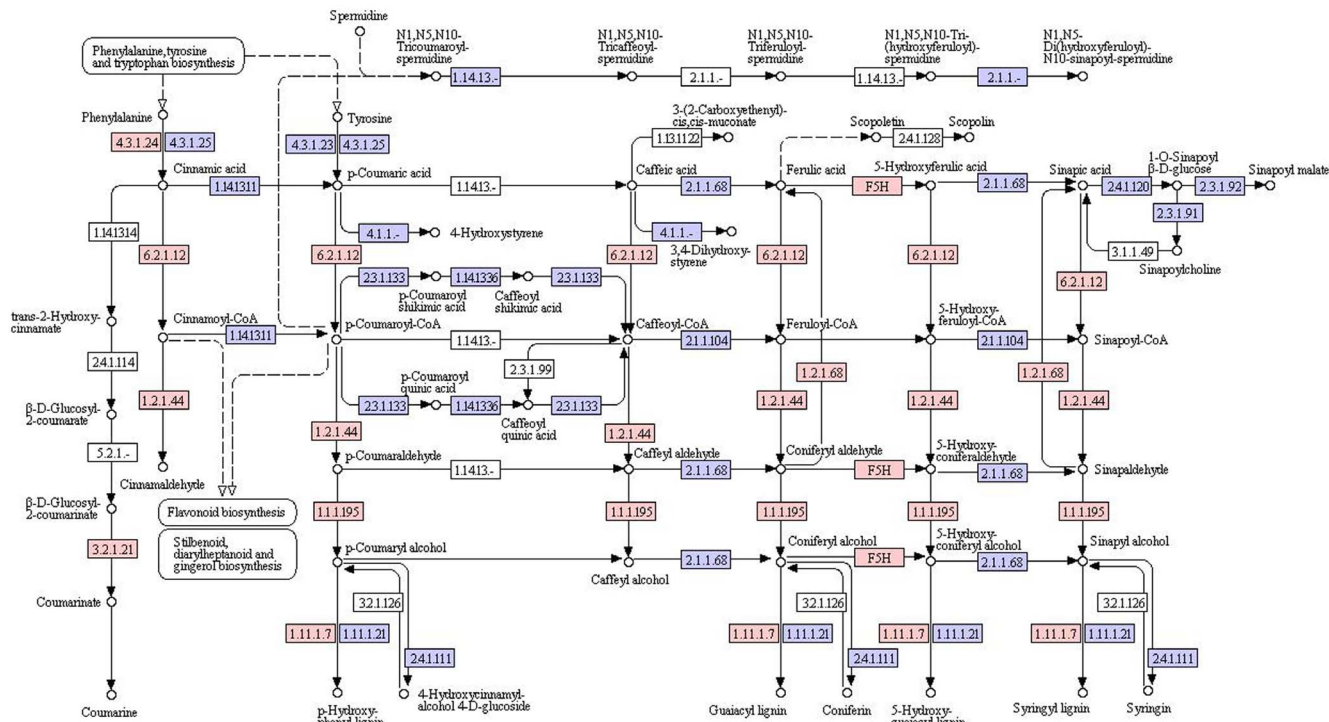 Spermidine
N1,N5,N10-
Tricoumaroyl-
spermidine
N1,N5,N10-
Tricaffeoyl-
spermidine
N1,N5,N10-
Triferuloyl-
spermidine
N1,N5,N10-Tri-
(hydroxyferuloyl)-
spermidine
N1,N5-
Di(hydroxyferuloyl)-
N10-sinapoyl-spermidine
Phenylalanine, tyrosine
and tryptophan biosynthesis
1.14.13.-
2.1.1.-
1.14.13.-
2.1.1.-
Phenylalanine
Tyrosine
3-(2-Carboxyethenyl)-
cis,cis-muconate
Scopoletin
Scopolin
4.3.1.24
4.3.1.25
4.3.1.23
4.3.1.25
1.13.1122
2.4.1.128
Cinnamic acid
p-Coumaric acid
Caffeic acid
Ferulic acid
5-Hydroxyferulic acid
Sinapic acid
1-O-Sinapoyl
β-D-glucose
Sinapoyl malate
1.14.1311
1.14.13.-
2.1.1.68
F5H
2.1.1.68
2.4.1.120
2.3.1.92
2.3.1.91
1.14.1314
4.1.1.-
4-Hydroxystyrene
4.1.1.-
3,4-Dihydroxy-
styrene
3.1.1.49
Sinapoylcholine
6.2.1.12
6.2.1.12
6.2.1.12
6.2.1.12
6.2.1.12
6.2.1.12
2.3.1.133
1.14.1336
2.3.1.133
p-Coumaroyl
shikimic acid
Caffeoyl
shikimic acid
trans-2-Hydroxy-
cinnamate
Cinnamoyl-CoA
p-Coumaroyl-CoA
Caffeoyl-CoA
Feruloyl-CoA
5-Hydroxy-
feruloyl-CoA
Sinapoyl-CoA
1.14.1311
1.14.13.-
2.1.1.104
2.1.1.104
2.4.1.114
2.3.1.99
1.2.1.68
1.2.1.68
p-Coumaroyl
quinic acid
1.2.1.44
2.3.1.133
1.14.1336
2.3.1.133
1.2.1.44
1.2.1.44
1.2.1.44
Caffeoyl
quinic acid
1.2.1.44
1.2.1.44
β-D-Glucosyl-
2-coumarate
5.2.1.-
p-Coumaraldehyde
Caffeyl aldehyde
Coniferyl aldehyde
5-Hydroxy-
coniferaldehyde
Sinapaldehyde
1.14.13.-
2.1.1.68
F5H
2.1.1.68
Cinnamaldehyde
β-D-Glucosyl-
2-coumarinate
Flavonoid biosynthesis
1.1.1.195
1.1.1.195
1.1.1.195
1.1.1.195
1.1.1.195
Stilbenoid,
diarylheptanoid and
gingerol biosynthesis
3.2.1.21
p-Coumaryl alcohol
Caffeyl alcohol
2.1.1.68
Coniferyl alcohol
F5H
5-Hydroxy-
coniferyl alcohol
2.1.1.68
Sinapyl alcohol
Coumarinate
3.2.1.126
3.2.1.126
3.2.1.126
1.11.1.7
1.11.1.21
1.11.1.7
1.11.1.21
1.11.1.7
1.11.1.21
1.11.1.7
1.11.1.21
2.4.1.111
2.4.1.111
2.4.1.111
Coumarine
p-Hydroxy-
phenyl lignin
4-Hydroxycinnamyl-
alcohol 4-D-glucoside
Guaiacyl lignin
Coniferin
5-Hydroxy-
guaiacyl lignin
Syringyl lignin
Syringin